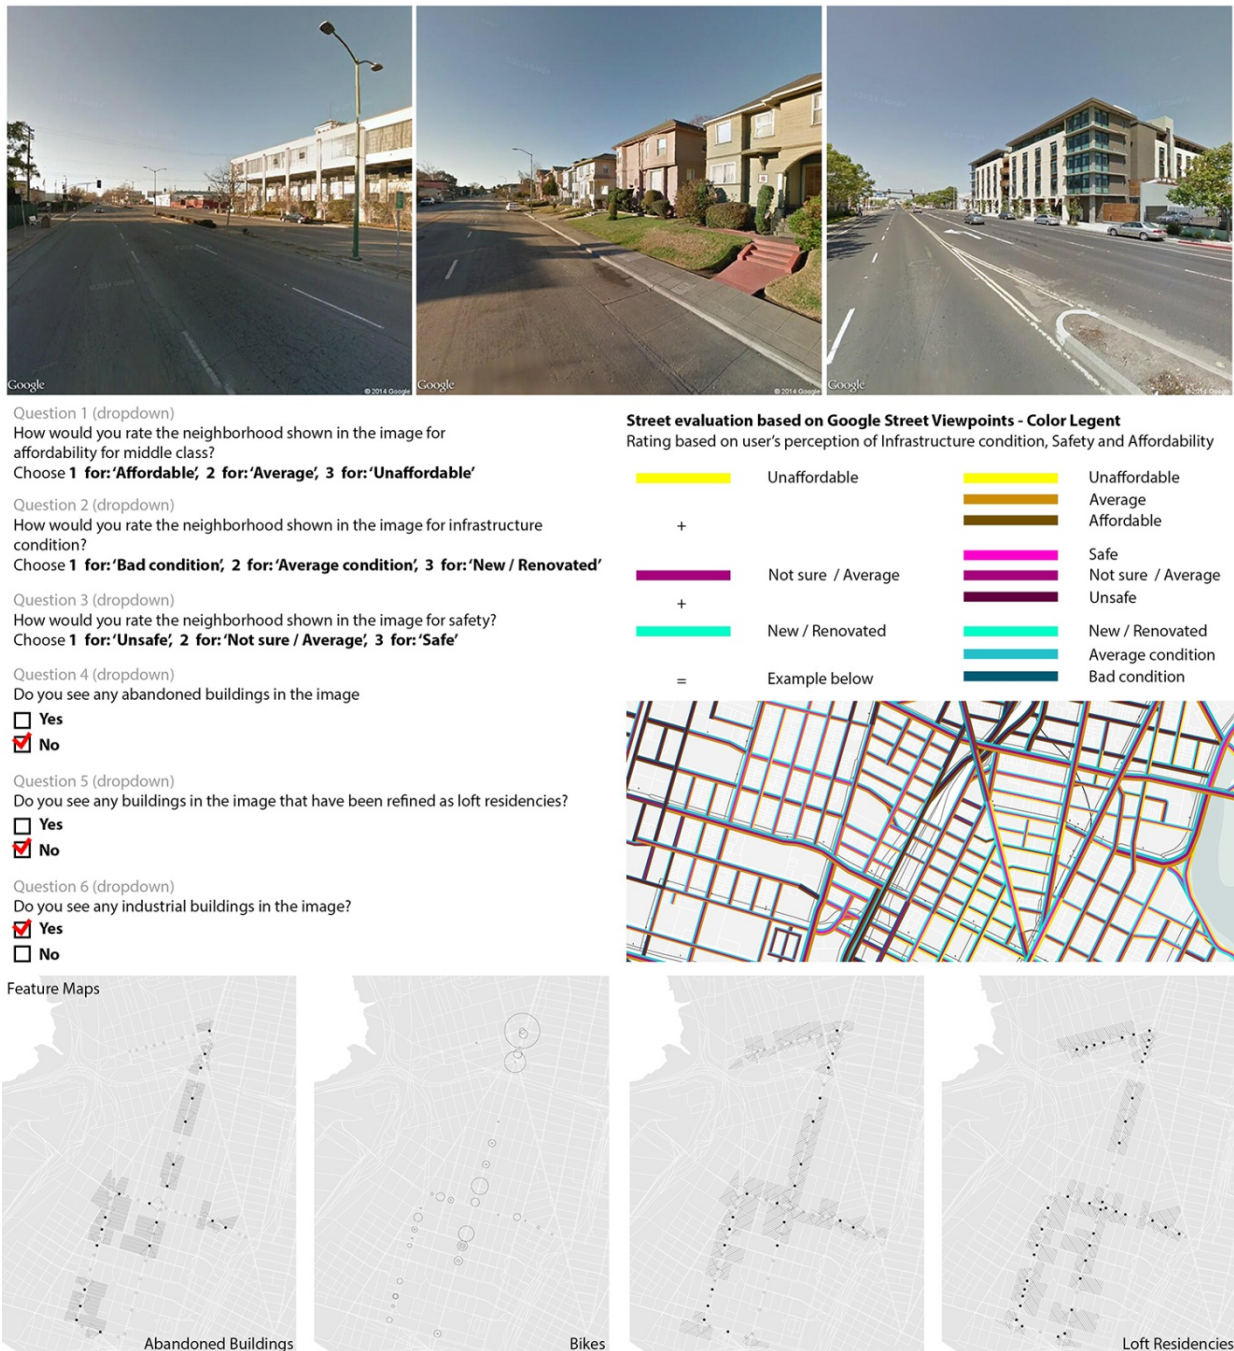 Google
© 2014 Google
Google
© 2014 Google
Google
© 2014 Google
Question 1 (dropdown)
How would you rate the neighborhood shown in the image for
affordability for middle class?
Choose 1 for: 'Affordable', 2 for: 'Average', 3 for: 'Unaffordable'
Question 2 (dropdown)
How would you rate the neighborhood shown in the image for infrastructure
condition?
Choose 1 for: 'Bad condition', 2 for: 'Average condition', 3 for: 'New / Renovated'
Question 3 (dropdown)
How would you rate the neighborhood shown in the image for safety?
Choose 1 for: 'Unsafe', 2 for: 'Not sure / Average', 3 for: 'Safe'
Question 4 (dropdown)
Do you see any abandoned buildings in the image
Yes
No
Question 5 (dropdown)
Do you see any buildings in the image that have been refined as loft residencies?
Yes
No
Question 6 (dropdown)
Do you see any industrial buildings in the image?
Yes
No
Street evaluation based on Google Street Viewpoints - Color Legent
Rating based on user's perception of Infrastructure condition, Safety and Affordability
Unaffordable
+
Not sure / Average
+
New / Renovated
=
Example below
Unaffordable
Average
Affordable
Safe
Not sure / Average
Unsafe
New / Renovated
Average condition
Bad condition
Feature Maps
Abandoned Buildings
Bikes
Loft Residencies